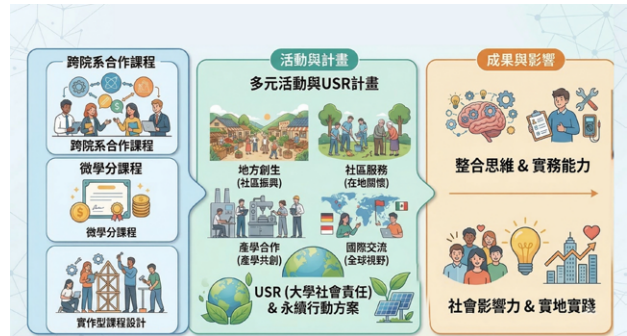 跨院系合作課程
跨院系合作課程
微學分課程
微學分課程
實作型課程設計
活動與計畫
多元活動與USR計畫
地方創生
(社區振興)
社區服務
(在地關懷)
產學合作
(產學共創)
國際交流
(全球視野)
USR (大學社會責任)
& 永續行動方案
成果與影響
整合思維 & 實務能力
社會影響力 & 實地實踐